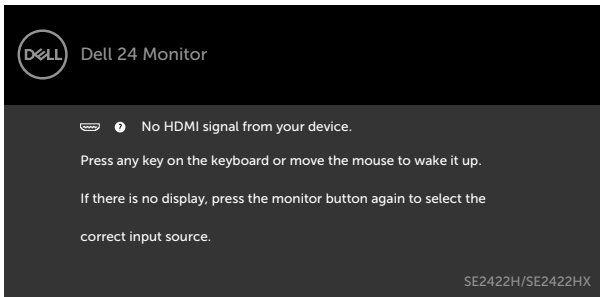 DELL
Dell 24 Monitor
? No HDMI signal from your device.
Press any key on the keyboard or move the mouse to wake it up.
If there is no display, press the monitor button again to select the
correct input source.
SE2422H/SE2422HX